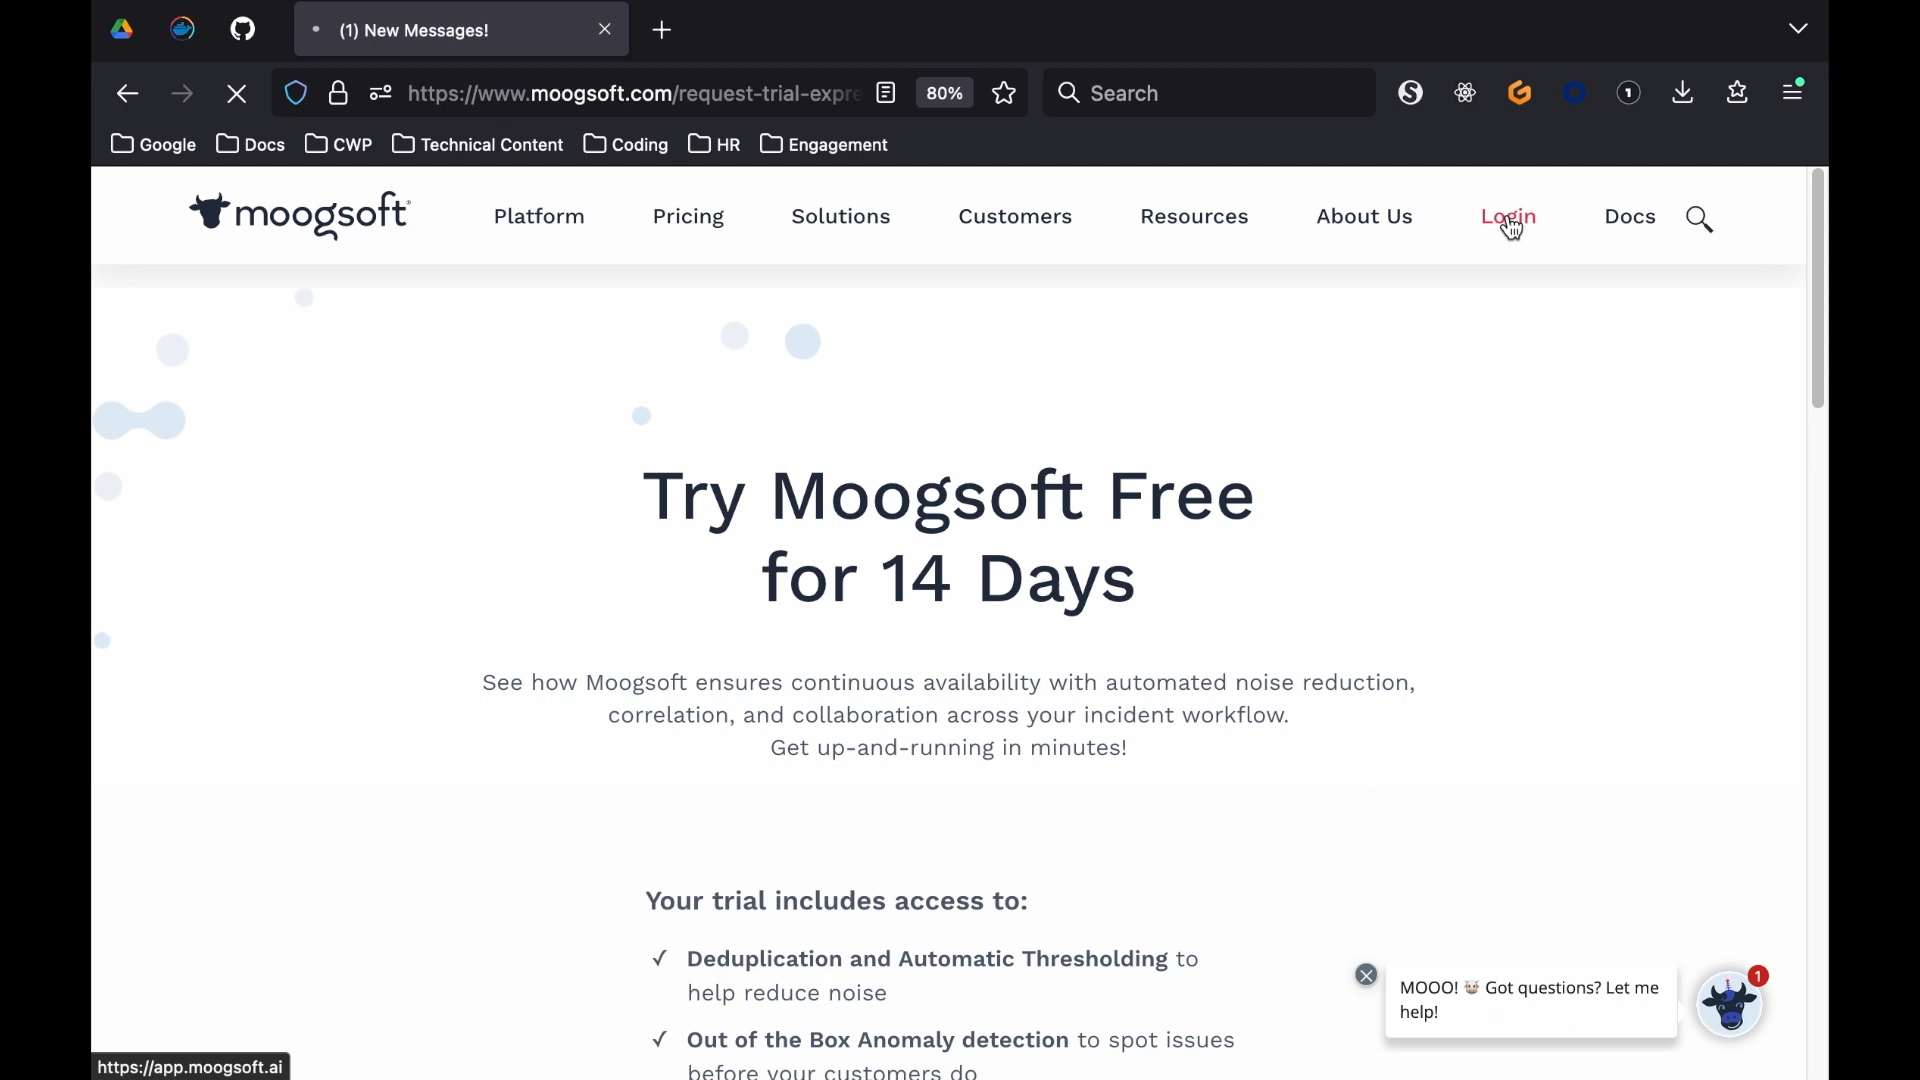 (1) New Messages!
https://www.moogsoft.com/request-trial-expre
80%
Search
1
Google
Docs
CWP
Technical Content
Coding
HR
Engagement
moogsoft
Platform
Pricing
Solutions
Customers
Resources
About Us
Login
Docs
Try Moogsoft Free
for 14 Days
See how Moogsoft ensures continuous availability with automated noise reduction,
correlation, and collaboration across your incident workflow.
Get up-and-running in minutes!
Your trial includes access to:
✓ Deduplication and Automatic Thresholding to
help reduce noise
✓ Out of the Box Anomaly detection to spot issues
before your customers do
MOOO! 🐮 Got questions? Let me
help!
1
https://app.moogsoft.ai